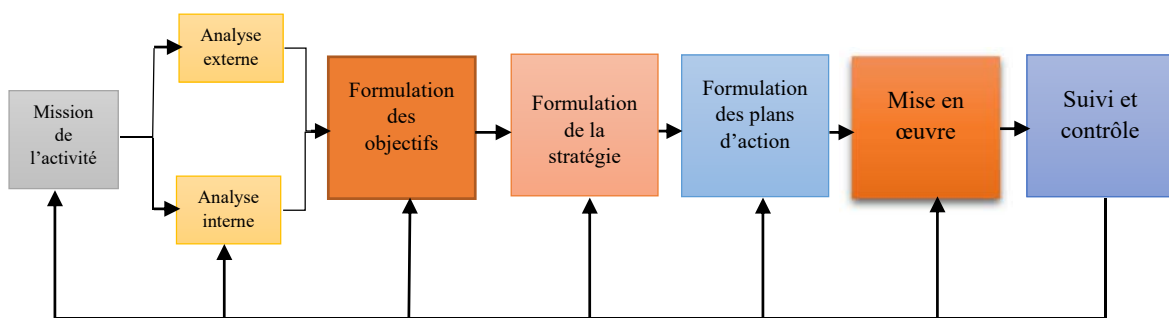 Mission
de
l’activité
Analyse
externe
Analyse
interne
Formulation
des
objectifs
Formulation
de la
stratégie
Formulation
des plans
d’action
Mise en
œuvre
Suivi et
contrôle